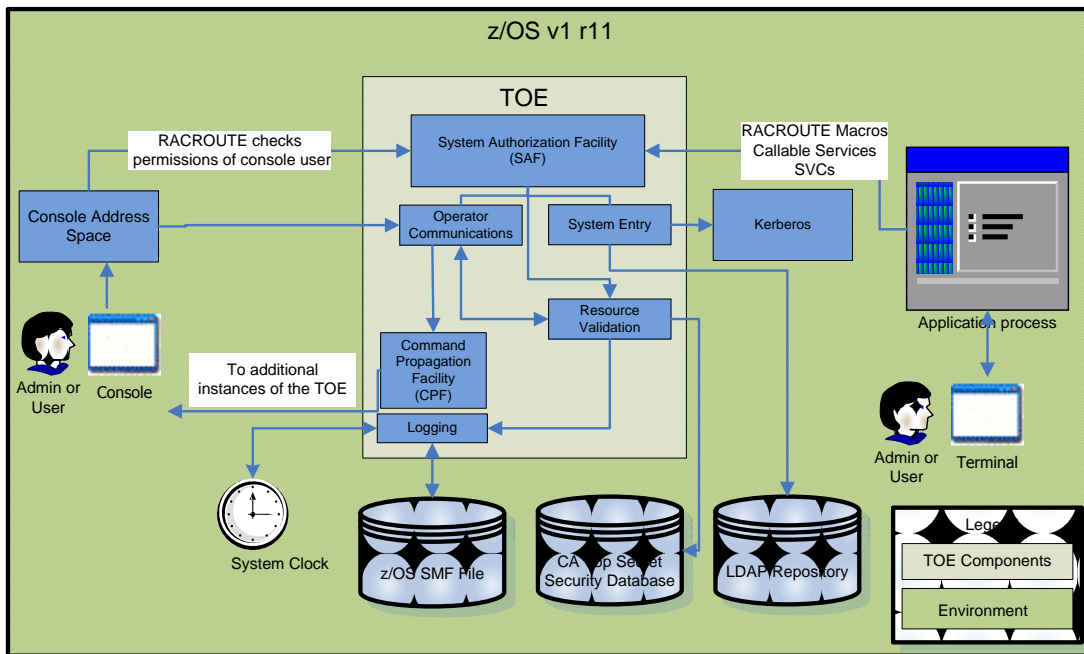 z/OS v1 r11
TOE
RACROUTE checks
permissions of console user
System Authorization Facility
(SAF)
RACROUTE Macros
Callable Services
SVCs
Console Address
Space
Operator
Communications
System Entry
Kerberos
Resource
Validation
Application process
Command
Propagation
Facility
(CPF)
To additional
instances of the TOE
Admin or
User
Console
Logging
Admin or
User
Terminal
System Clock
z/OS SMF File
CA Top Secret
Security Database
LDAP Repository
TOE Components
Environment